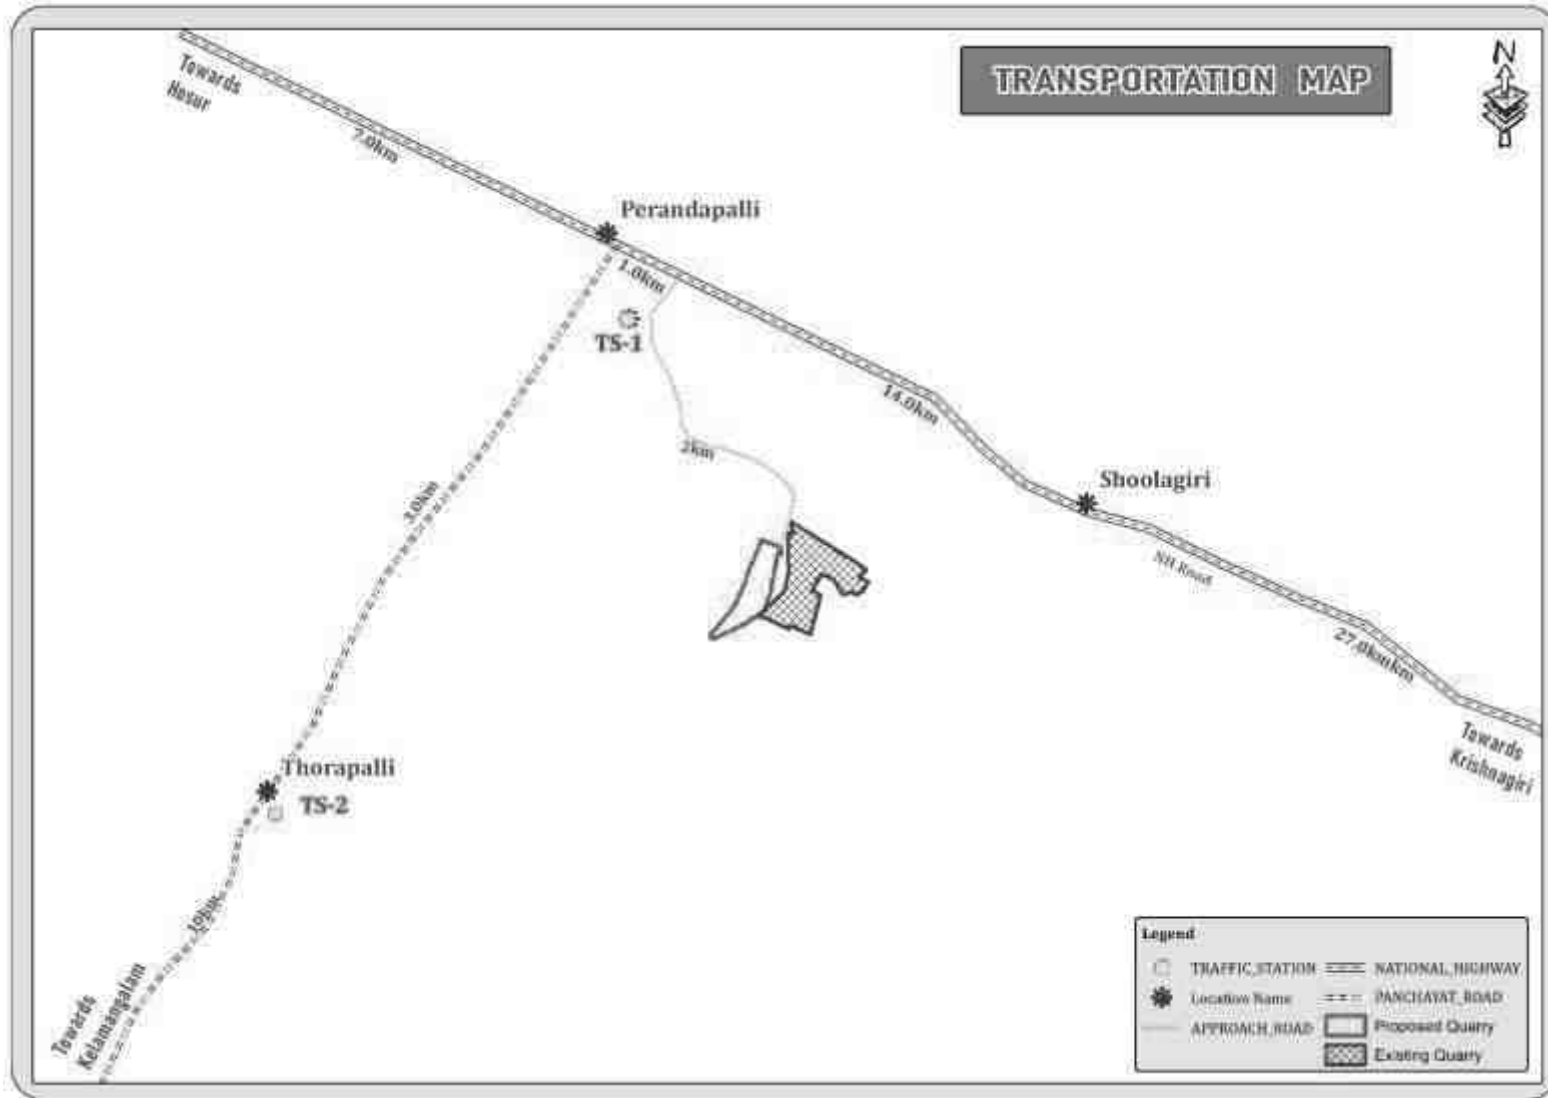 TRANSPORTATION MAP
N
Towards
Hosur
7.0km
Perandapalli
1.0km
TS-1
14.0km
2km
Shoolagiri
3.0km
NH Road
27.0kmkm
Towards
Krishnagiri
Thorapalli
TS-2
10km
Towards
Kelamangalam
Legend
TRAFFIC_STATION
NATIONAL_HIGHWAY
Location Name
PANCHAYAT_ROAD
APPROACH_ROAD
Proposed Quarry
Existing Quarry